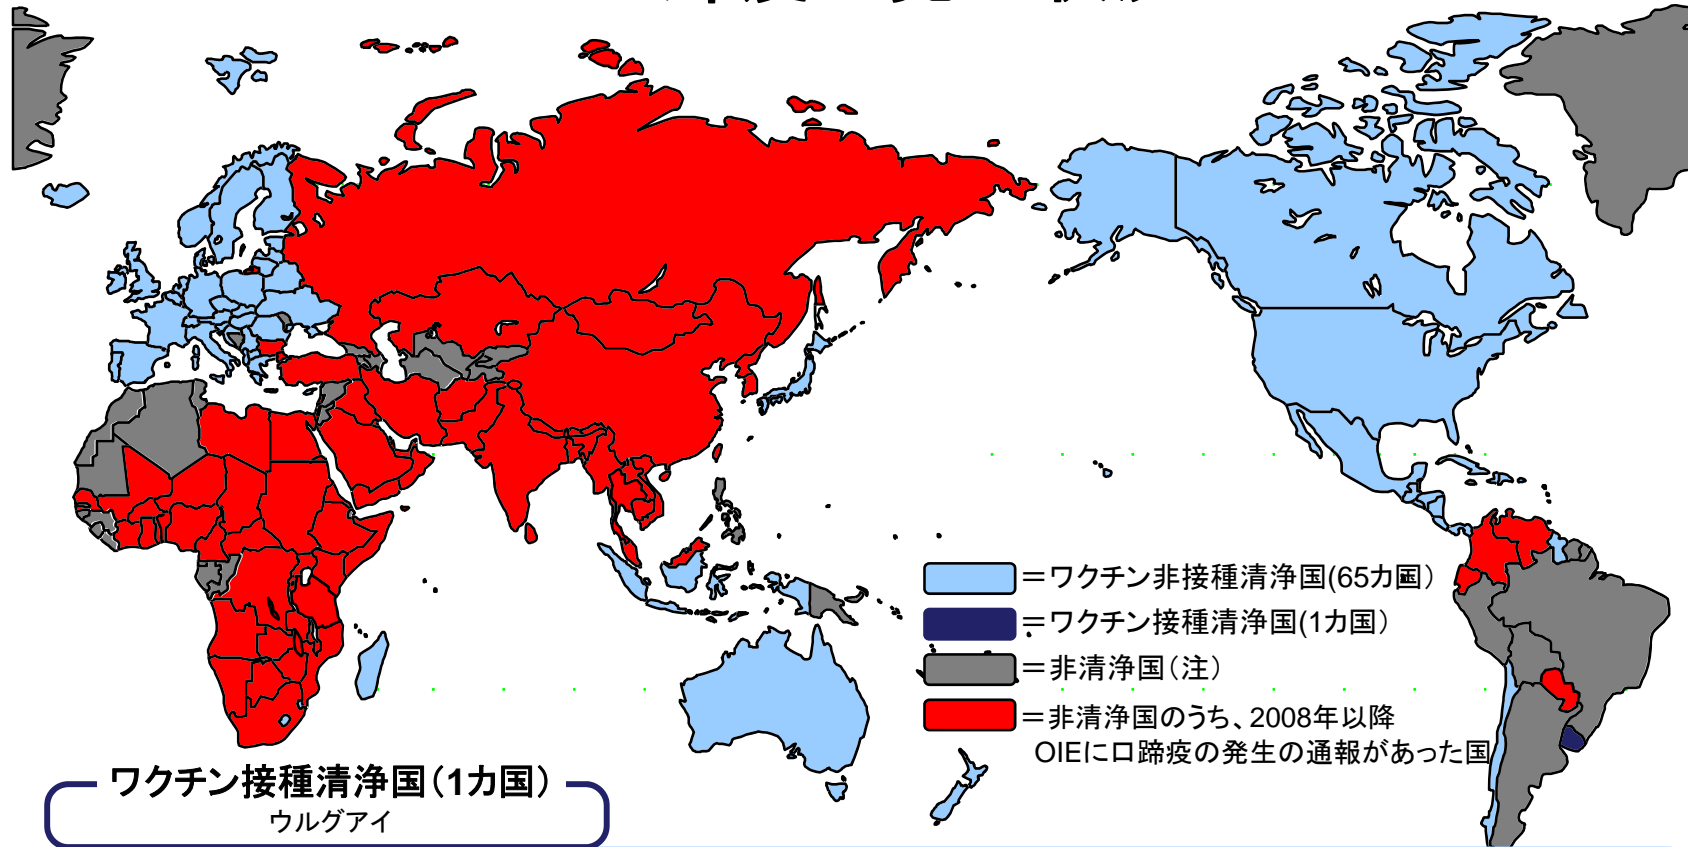 ＝ワクチン非接種清浄国(65カ国）
＝ワクチン接種清浄国(1カ国）
＝非清浄国（注）
＝非清浄国のうち、2008年以降
OIEに口蹄疫の発生の通報があった国
ワクチン接種清浄国（1カ国）
ウルグアイ